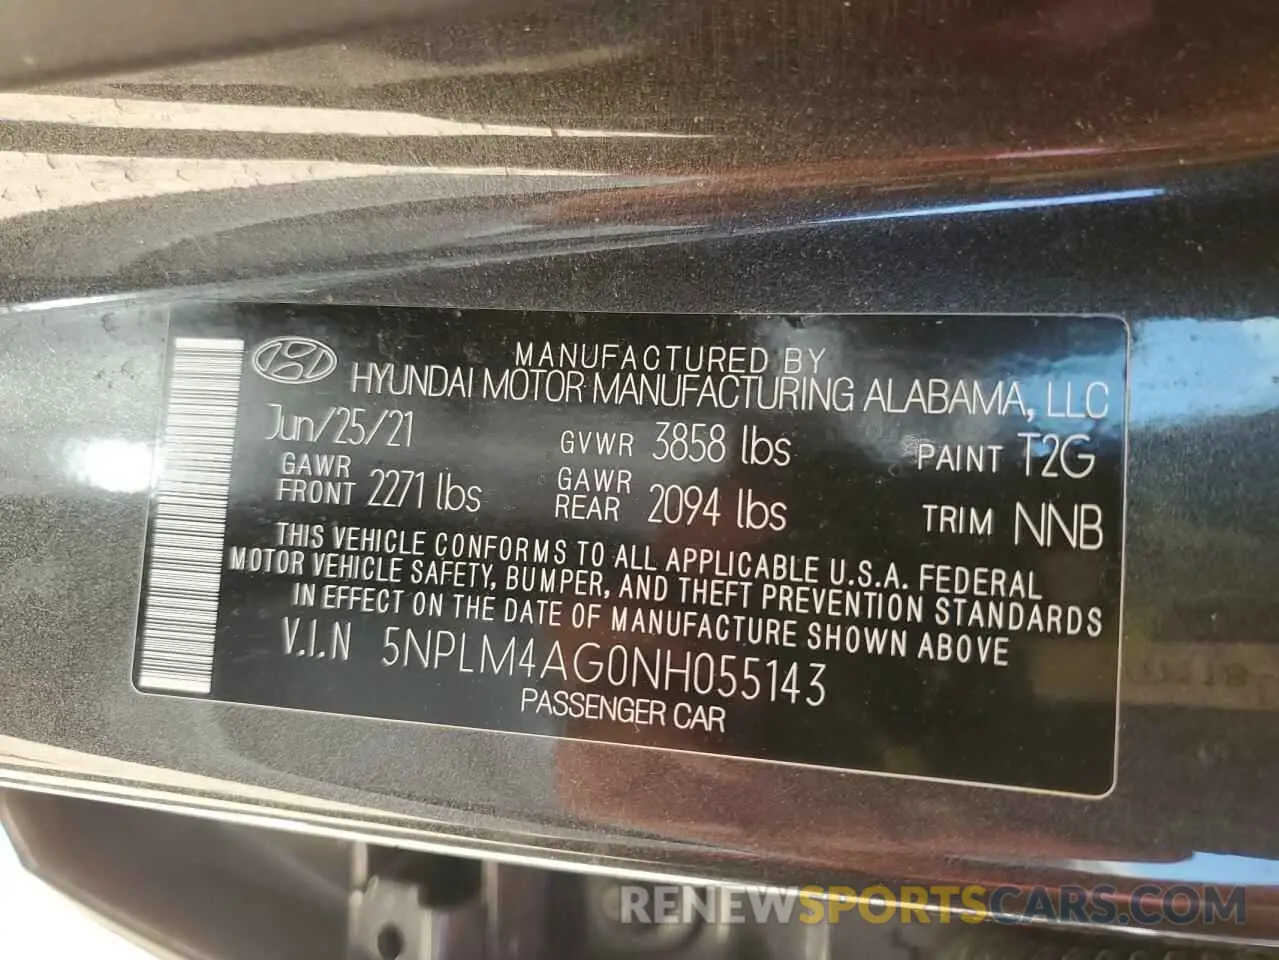 MANUFACTURED BY
HYUNDAI MOTOR MANUFACTURING ALABAMA, LLC
Jun/25/21 GVWR 3858 lbs PAINT T2G
GAWR FRONT 2271 lbs GAWR REAR 2094 lbs TRIM NNB
THIS VEHICLE CONFORMS TO ALL APPLICABLE U.S.A. FEDERAL
MOTOR VEHICLE SAFETY, BUMPER, AND THEFT PREVENTION STANDARDS
IN EFFECT ON THE DATE OF MANUFACTURE SHOWN ABOVE
V.I.N 5NPLM4AG0NH055143
PASSENGER CAR
RENEWSPORTSCARS.COM